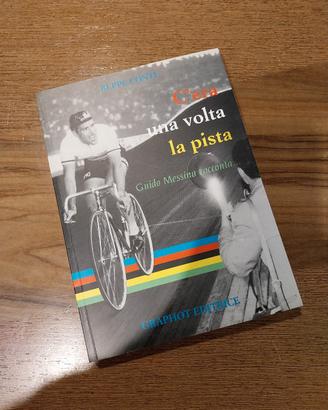 BEPPE CONTI
C'era
una volta
la pista
Guido Messina racconta...
GRAPHOT EDITRICE